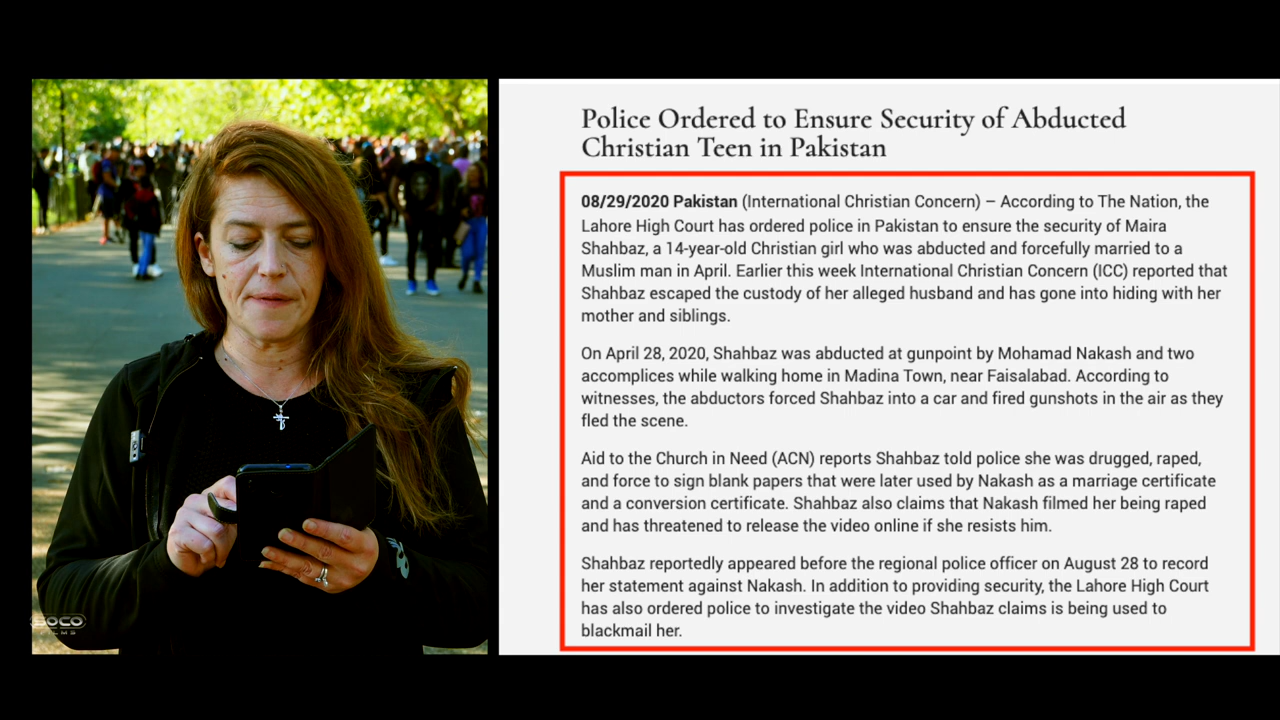 Police Ordered to Ensure Security of Abducted
Christian Teen in Pakistan
08/29/2020 Pakistan (International Christian Concern) – According to The Nation, the
Lahore High Court has ordered police in Pakistan to ensure the security of Maira
Shahbaz, a 14-year-old Christian girl who was abducted and forcefully married to a
Muslim man in April. Earlier this week International Christian Concern (ICC) reported that
Shahbaz escaped the custody of her alleged husband and has gone into hiding with her
mother and siblings.
On April 28, 2020, Shahbaz was abducted at gunpoint by Mohamad Nakash and two
accomplices while walking home in Madina Town, near Faisalabad. According to
witnesses, the abductors forced Shahbaz into a car and fired gunshots in the air as they
fled the scene.
Aid to the Church in Need (ACN) reports Shahbaz told police she was drugged, raped,
and force to sign blank papers that were later used by Nakash as a marriage certificate
and a conversion certificate. Shahbaz also claims that Nakash filmed her being raped
and has threatened to release the video online if she resists him.
Shahbaz reportedly appeared before the regional police officer on August 28 to record
her statement against Nakash. In addition to providing security, the Lahore High Court
has also ordered police to investigate the video Shahbaz claims is being used to
blackmail her.
SOCO
FILMS